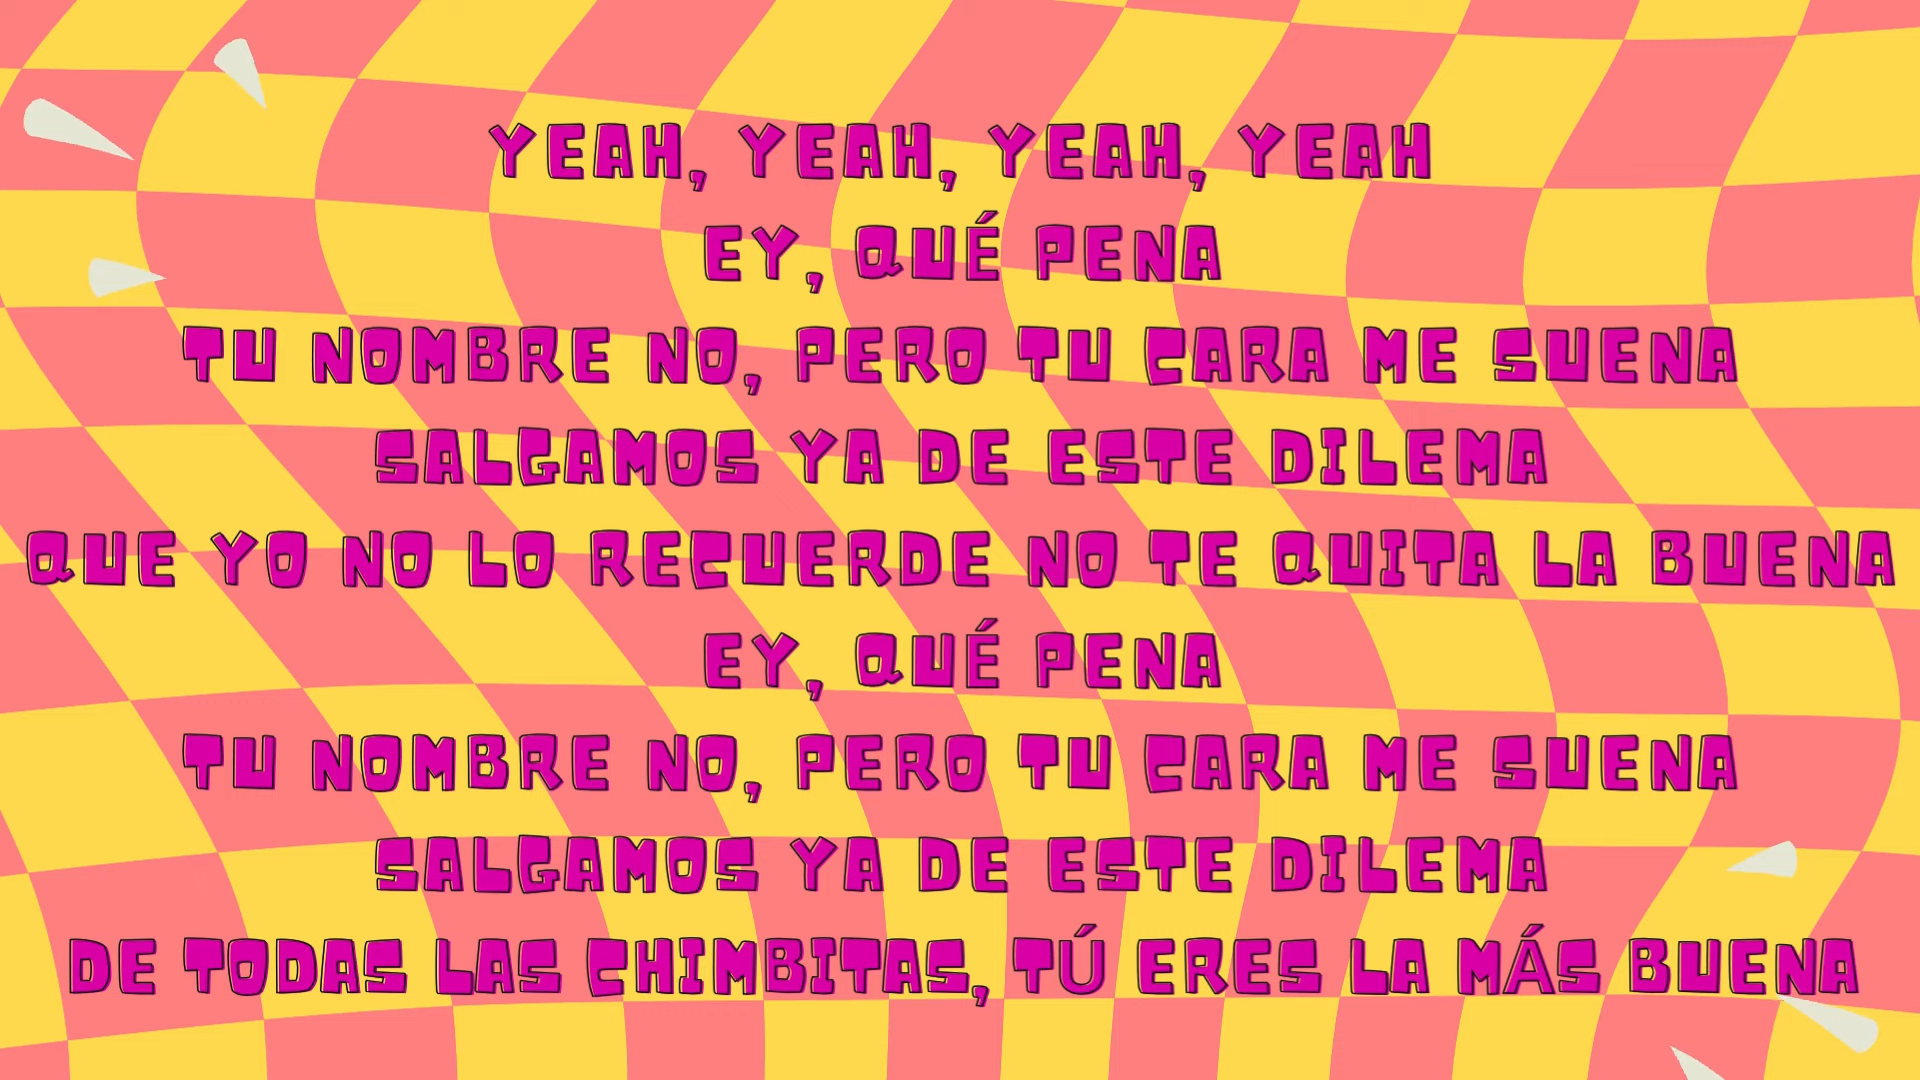 YEAH, YEAH, YEAH, YEAH
EY, QUÉ PENA
TU NOMBRE NO, PERO TU CARA ME SUENA
SALGAMOS YA DE ESTE DILEMA
QUE YO NO LO RECUERDE NO TE QUITA LA BUENA
EY, QUÉ PENA
TU NOMBRE NO, PERO TU CARA ME SUENA
SALGAMOS YA DE ESTE DILEMA
DE TODAS LAS CHIMBITAS, TÚ ERES LA MÁS BUENA